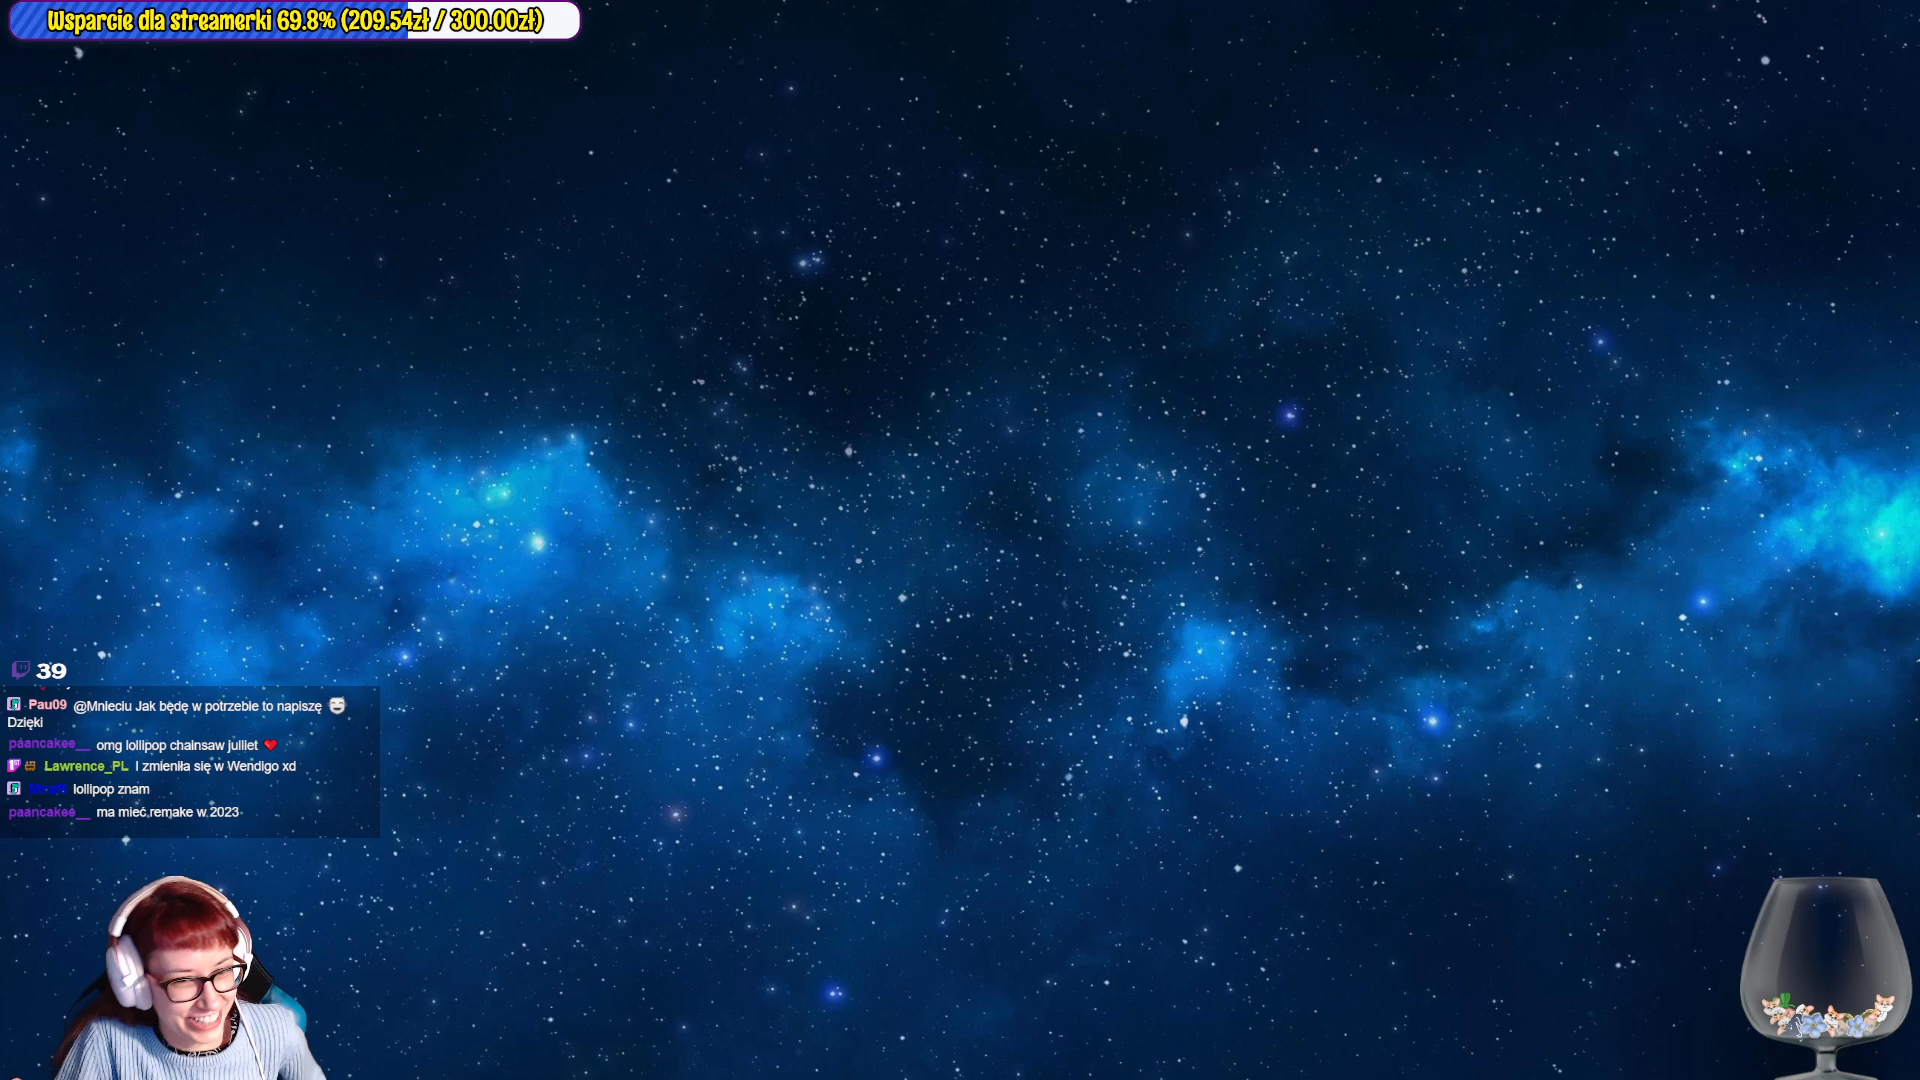 Wsparcie dla streamerki 69.8% (209.54zł / 300.00zł)
39
Pau09 @Mnieciu Jak będę w potrzebie to napiszę
Dzięki
paancakee__ omg lollipop chainsaw julliet
Lawrence_PL I zmieniła się w Wendigo xd
lollipop znam
paancakee__ ma mieć remake w 2023